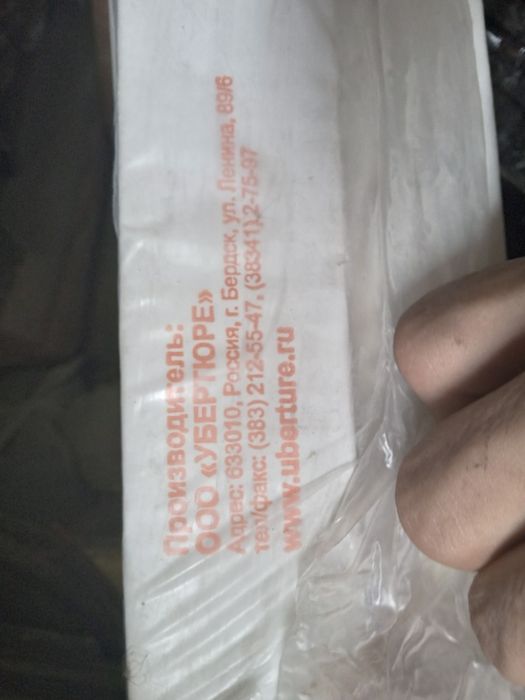 Производитель:
ООО «УБЕРТЮРЕ»
Адрес: 633010, Россия, г. Бердск, ул. Ленина, 89/6
тел/факс: (383) 212-55-47, (38341) 2-75-97
www.uberture.ru